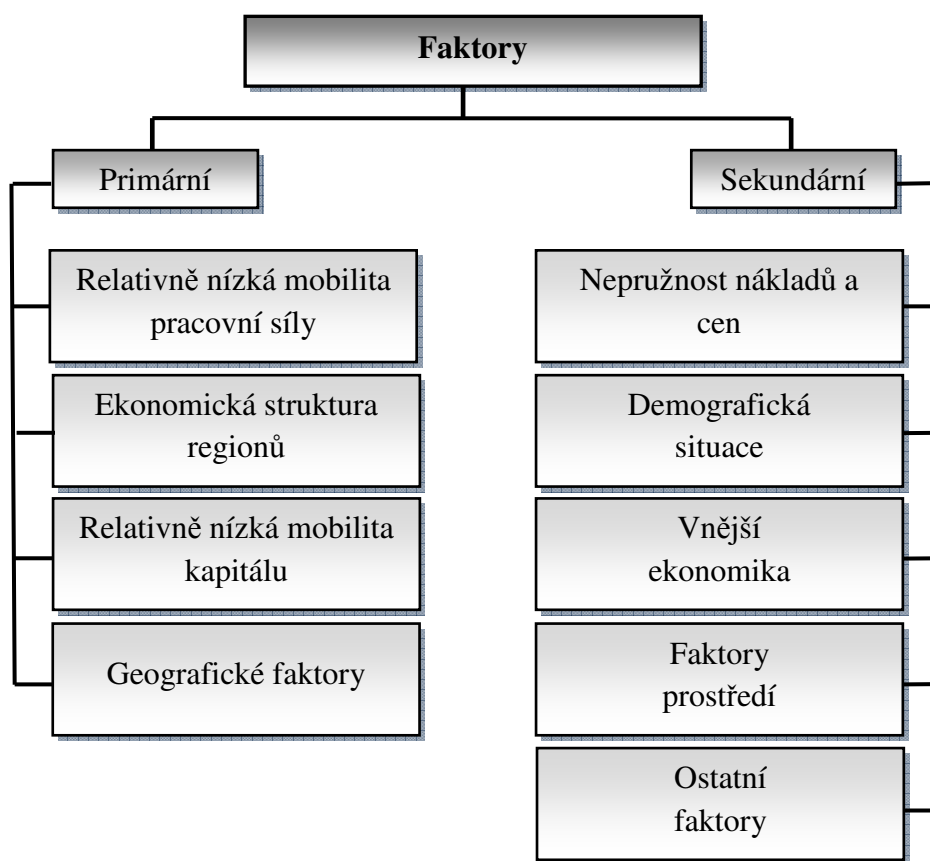 Faktory
Primární
Relativně nízká mobilita
pracovní síly
Ekonomická struktura
regionů
Relativně nízká mobilita
kapitálu
Geografické faktory
Sekundární
Nepružnost nákladů a
cen
Demografická
situace
Vnější
ekonomika
Faktory
prostředí
Ostatní
faktory